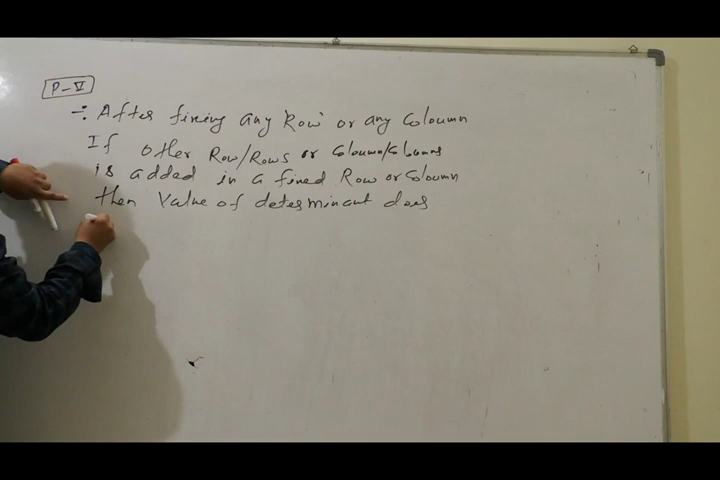 P-V
÷ After fixing any Row or any Coloumn
If other Row/Rows or Coloumn/Coloumns
is added in a fixed Row or Coloumn
then Value of determinant does